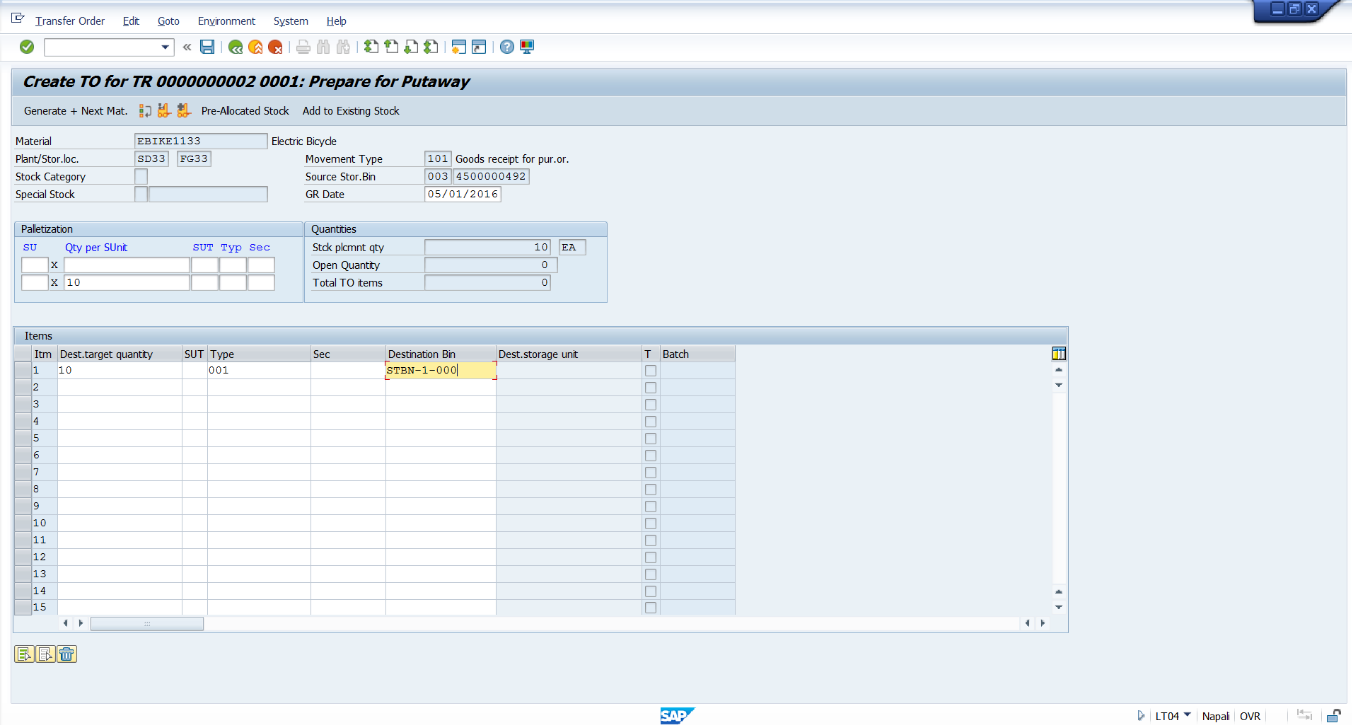 Transfer Order Edit Goto Environment System Help
Create TO for TR 0000000002 0001: Prepare for Putaway
Generate + Next Mat. Pre-Allocated Stock Add to Existing Stock
Material EBIKE1133 Electric Bicycle
Plant/Stor.loc. SD33 FG33 Movement Type 101 Goods receipt for pur.or.
Stock Category Source Stor.Bin 003 4500000492
Special Stock GR Date 05/01/2016
Palletization Quantities
SU Qty per SUnit SUT Typ Sec Stck plcmnt qty 10 EA
X Open Quantity 0
X 10 Total TO items 0
Items
Itm Dest.target quantity SUT Type Sec Destination Bin Dest.storage unit T Batch
1 10 001 STBN-1-000
2
3
4
5
6
7
8
9
10
11
12
13
14
15
SAP LT04 Napali OVR